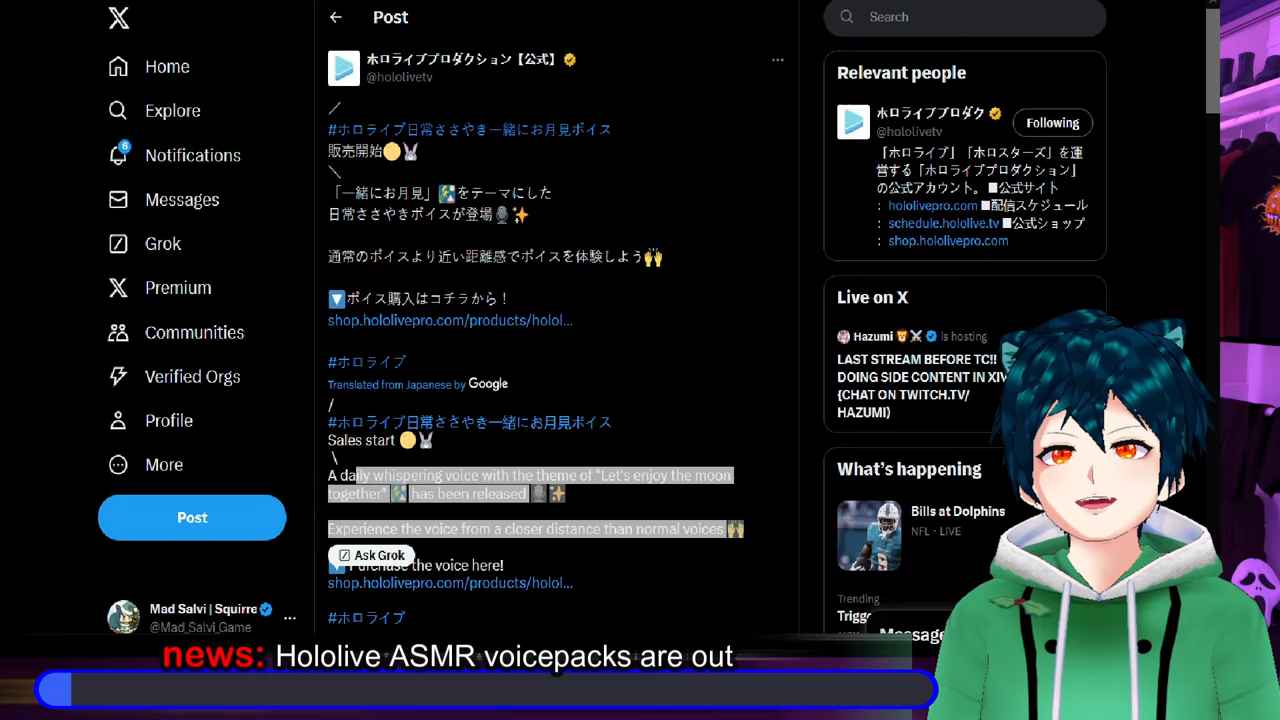 Home
Explore
6
Notifications
Messages
Grok
Premium
Communities
Verified Orgs
Profile
More
Post
Mad Salvi | Squirre
@Mad_Salvi_Game
Post
ホロライブプロダクション【公式】
@hololivetv
／
#ホロライブ日常ささやき一緒にお月見ボイス
販売開始🌕🐰
＼
「一緒にお月見」🎑をテーマにした
日常ささやきボイスが登場🎙✨
通常のボイスより近い距離感でボイスを体験しよう🙌
🔽ボイス購入はコチラから！
shop.hololivepro.com/products/holol...
#ホロライブ
Translated from Japanese by Google
/
#ホロライブ日常ささやき一緒にお月見ボイス
Sales start 🌕🐰
\
A daily whispering voice with the theme of "Let's enjoy the moon
together" 🎑 has been released 🎙✨
Experience the voice from a closer distance than normal voices 🙌
Ask Grok
the voice here!
shop.hololivepro.com/products/holol...
#ホロライブ
Search
Relevant people
ホロライブプロダク
@hololivetv
Following
『ホロライブ』『ホロスターズ』を運
営する「ホロライブプロダクション」
の公式アカウント。■公式サイト
: hololivepro.com ■配信スケジュール
: schedule.hololive.tv ■公式ショップ
: shop.hololivepro.com
Live on X
Hazumi is hosting
LAST STREAM BEFORE TC!!
DOING SIDE CONTENT IN XIV
{CHAT ON TWITCH.TV/
HAZUMI)
What's happening
Bills at Dolphins
NFL - LIVE
Trending
news: Hololive ASMR voicepacks are out